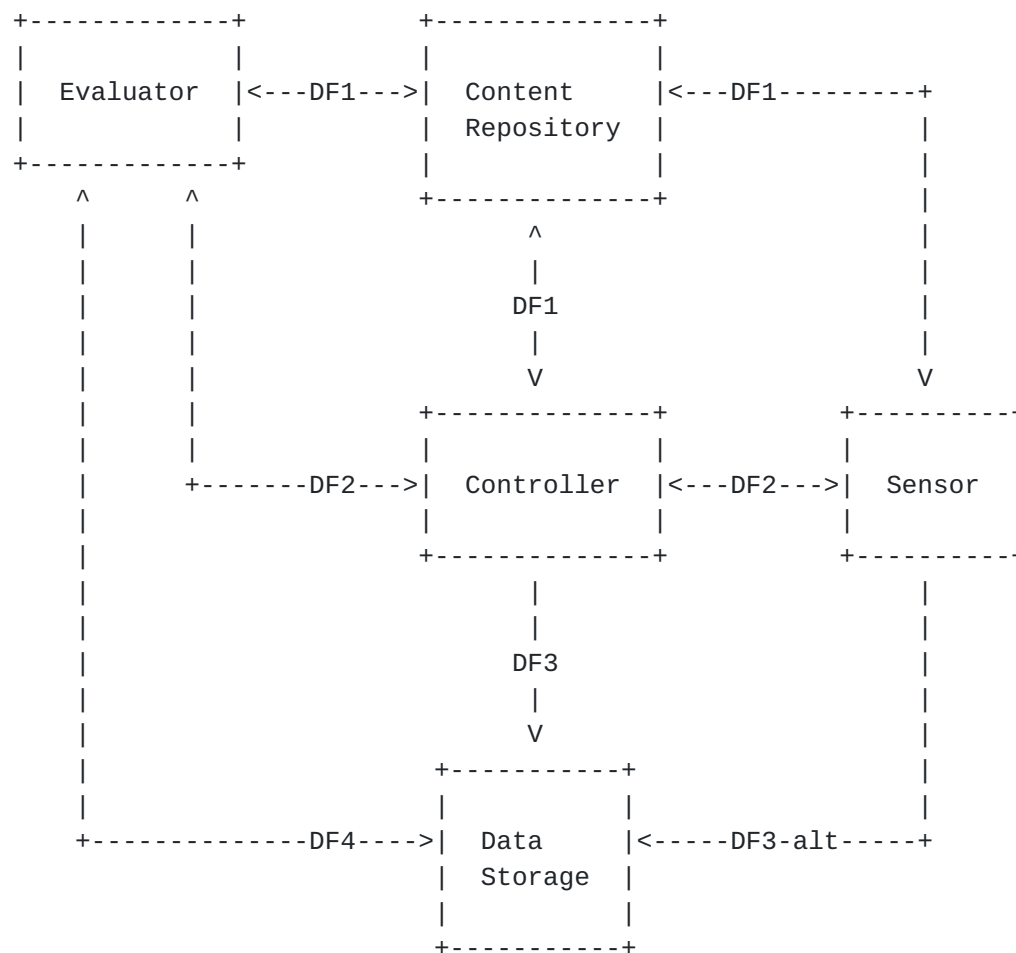 Evaluator <---DF1---> Content <---DF1---------+
Repository
DF1
+-------DF2---> Controller <---DF2---> Sensor
DF3
+--------------DF4----> Data <-----DF3-alt-----+
Storage